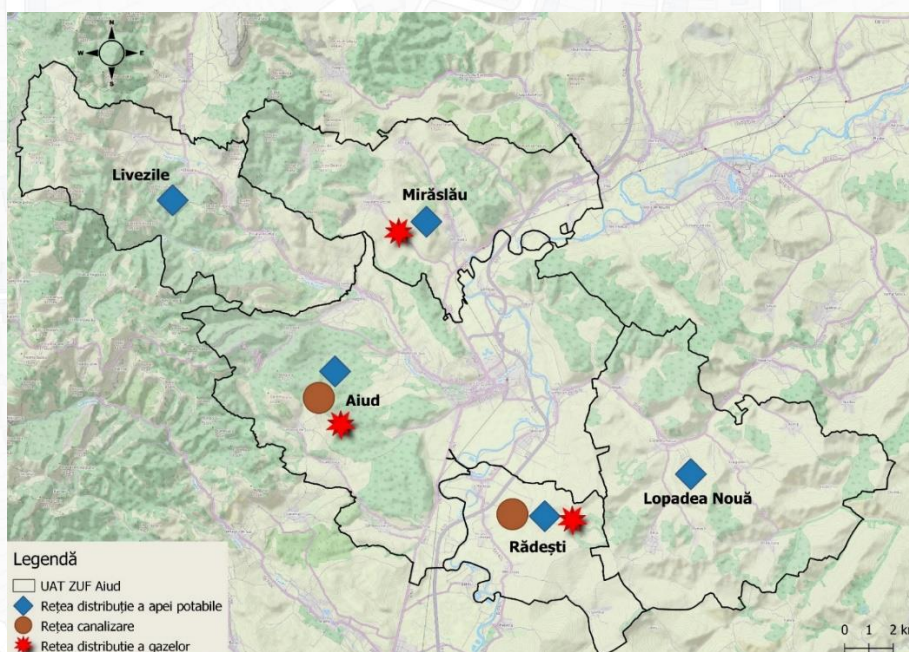 N
W E
S
Livezile
Mirăslău
Aiud
Lopadea Nouă
Rădești
Legendă
UAT ZUF Aiud
Rețea distribuție a apei potabile
Rețea canalizare
Rețea distribuție a gazelor
0 1 2 km